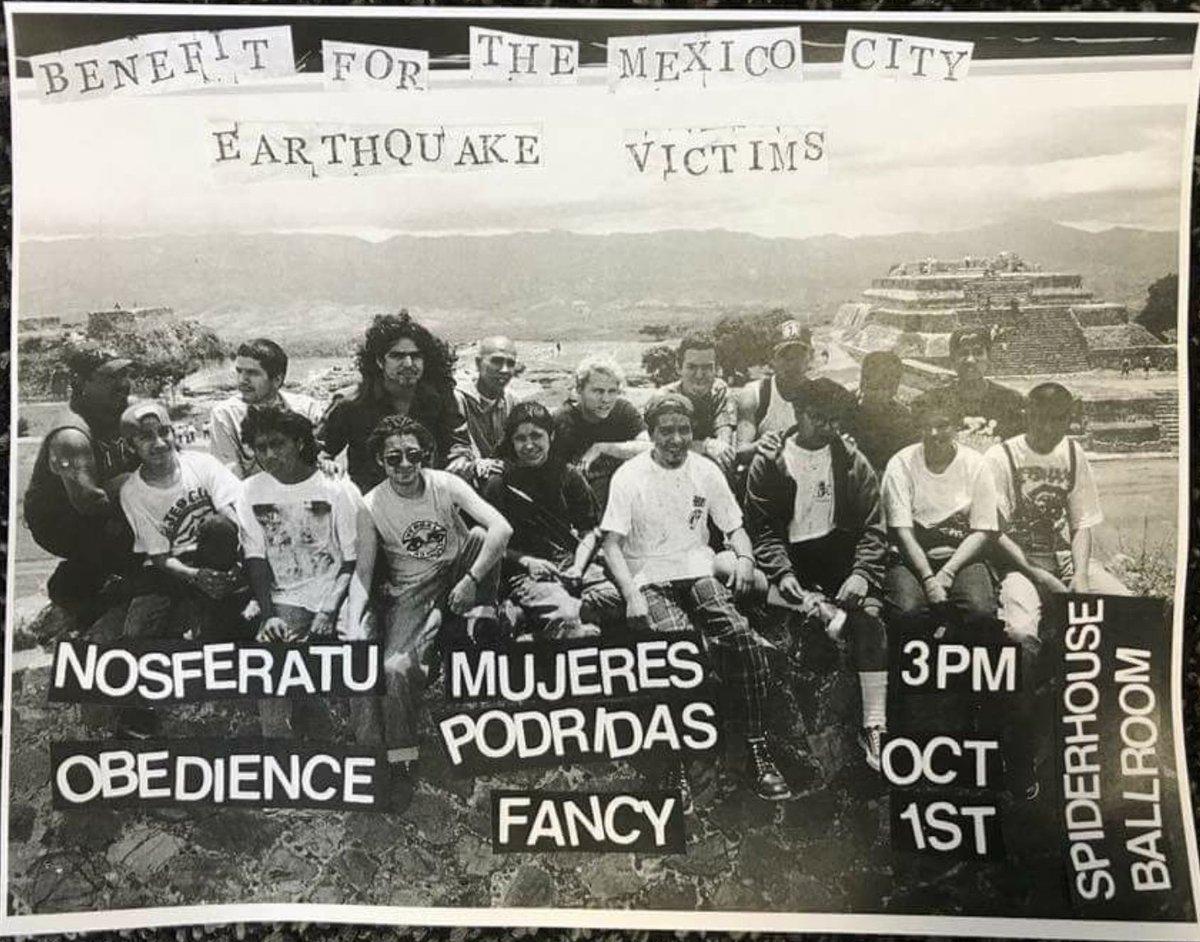 BENEFIT FOR THE MEXICO CITY
EARTHQUAKE VICTIMS
NOSFERATU
OBEDIENCE
MUJERES
PODRIDAS
FANCY
3PM
OCT
1ST
SPIDERHOUSE
BALLROOM